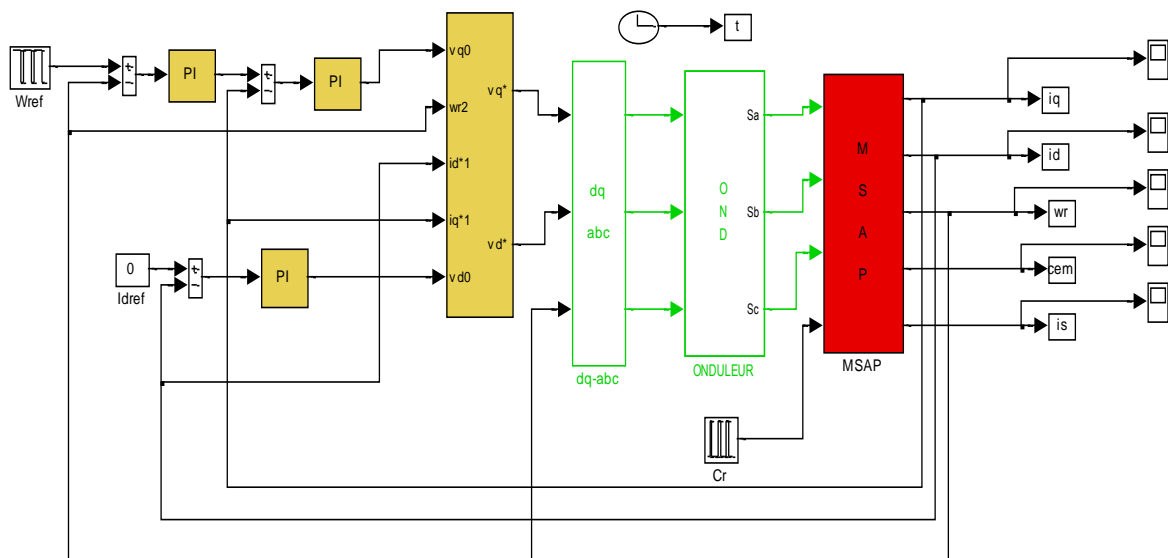 t
Wref
+
−
PI
+
−
PI
vq0
wr2
id*1
iq*1
vd0
vq*
vd*
0
Idref
+
−
PI
dq
abc
dq-abc
O
N
D
Sa
Sb
Sc
ONDULEUR
M
S
A
P
MSAP
Cr
iq
id
wr
cem
is